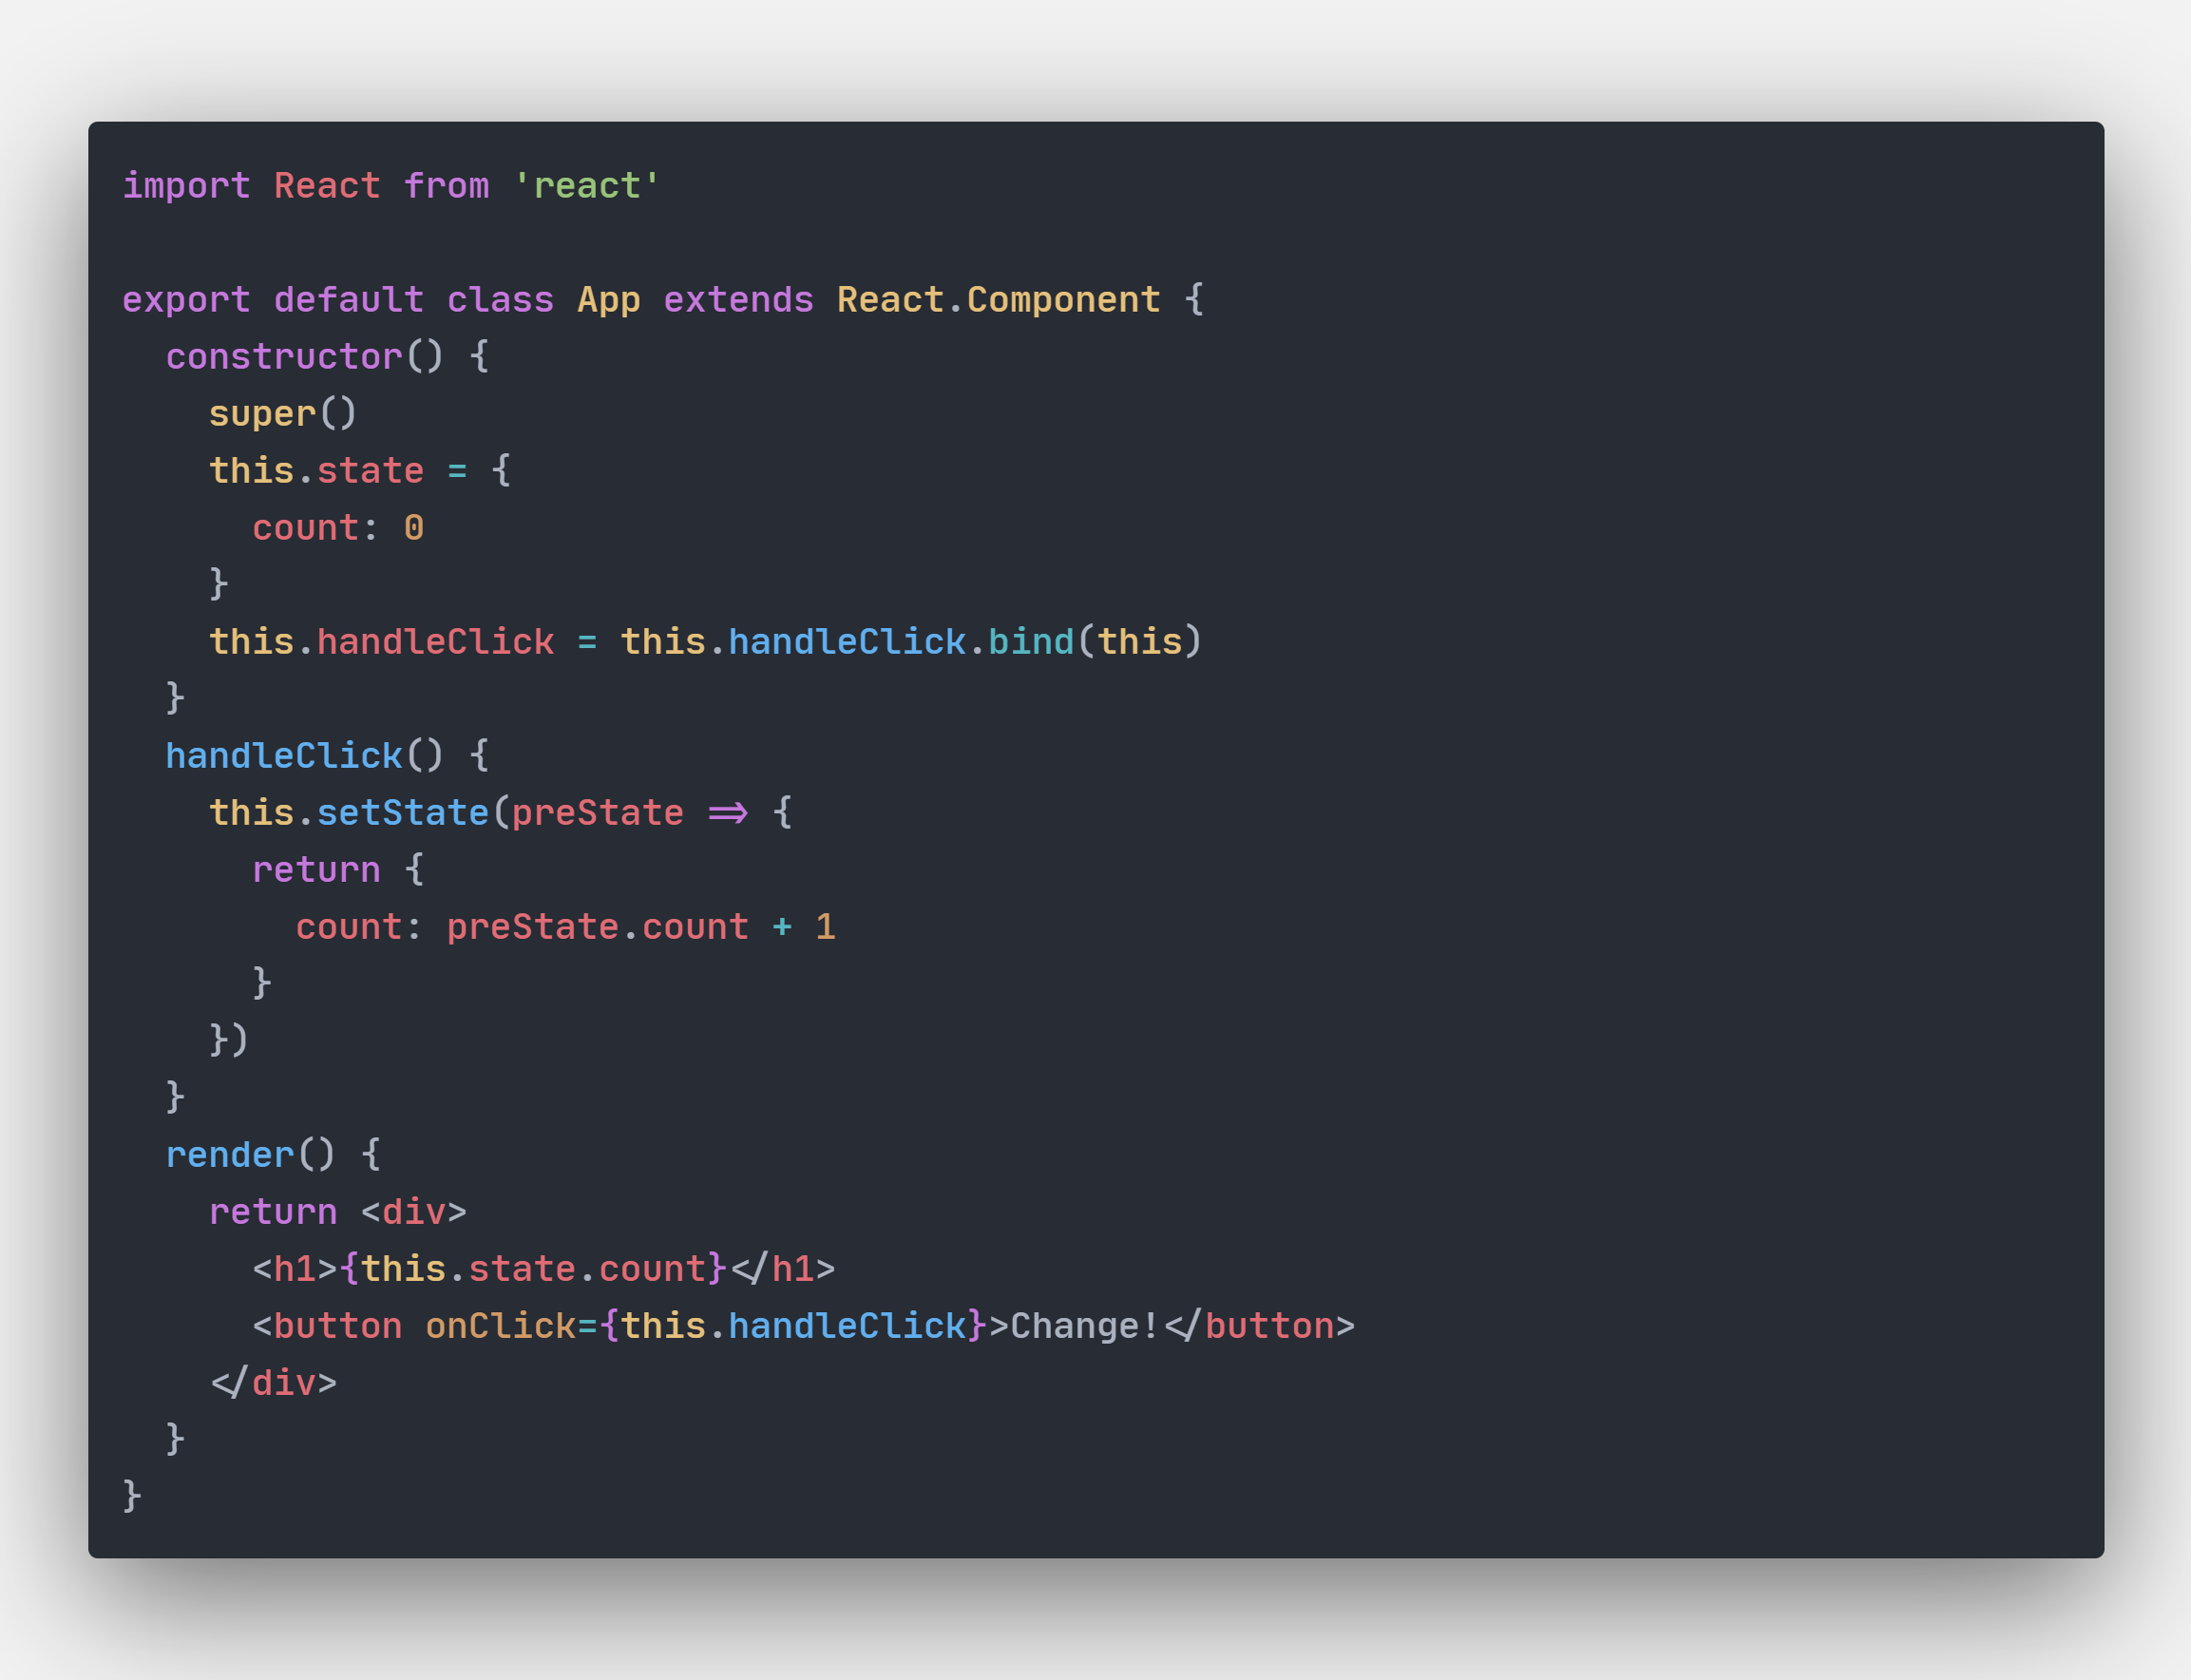 import React from 'react'

export default class App extends React.Component {
  constructor() {
    super()
    this.state = {
      count: 0
    }
    this.handleClick = this.handleClick.bind(this)
  }
  handleClick() {
    this.setState(preState => {
      return {
        count: preState.count + 1
      }
    })
  }
  render() {
    return <div>
      <h1>{this.state.count}</h1>
      <button onClick={this.handleClick}>Change!</button>
    </div>
  }
}